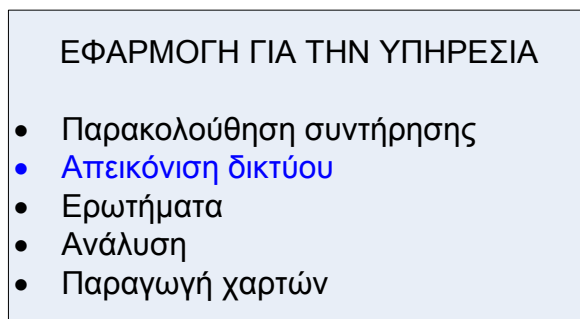 ΕΦΑΡΜΟΓΗ ΓΙΑ ΤΗΝ ΥΠΗΡΕΣΙΑ
• Παρακολούθηση συντήρησης
• Απεικόνιση δικτύου
• Ερωτήματα
• Ανάλυση
• Παραγωγή χαρτών